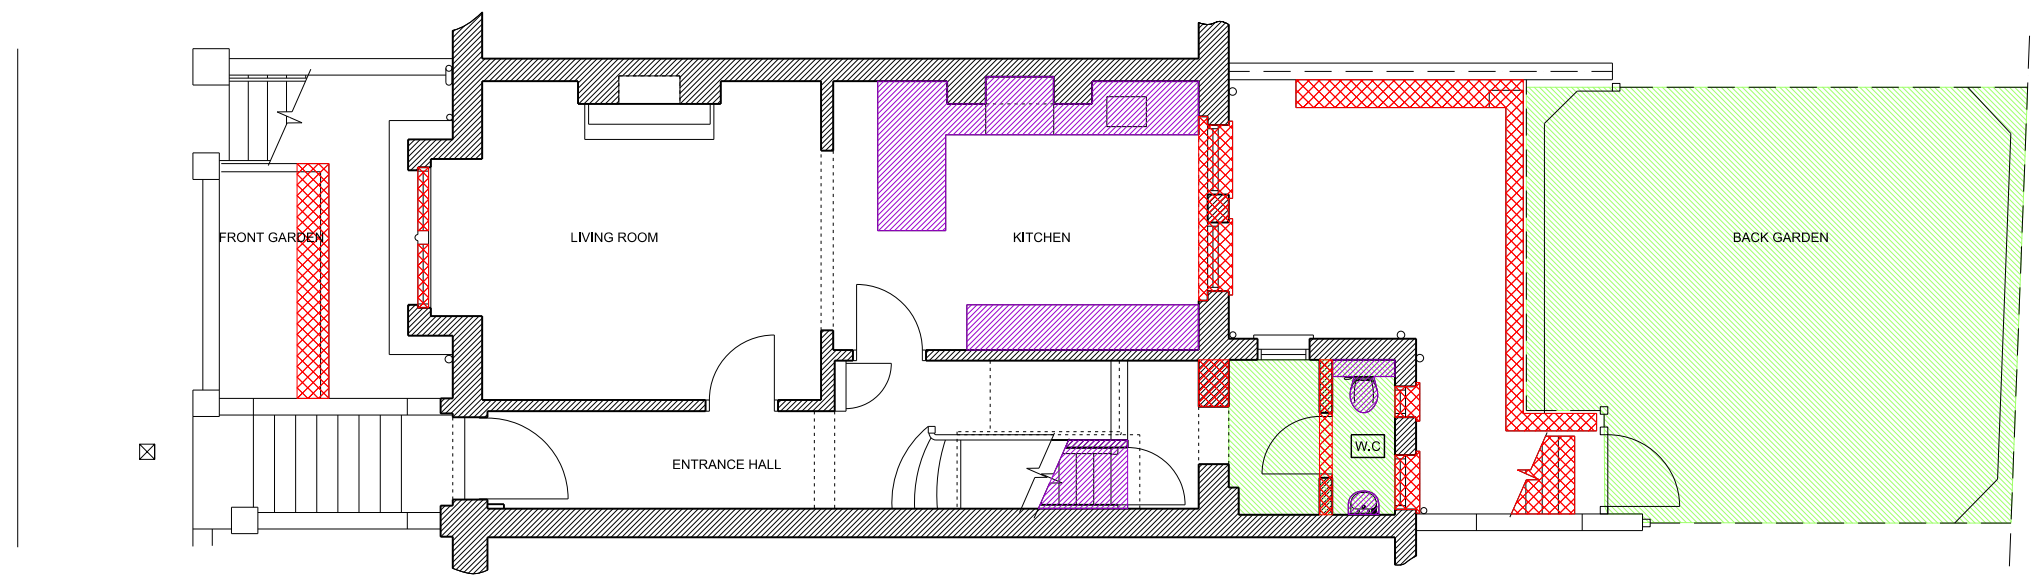 FRONT GARDEN
LIVING ROOM
KITCHEN
BACK GARDEN
ENTRANCE HALL
W.C